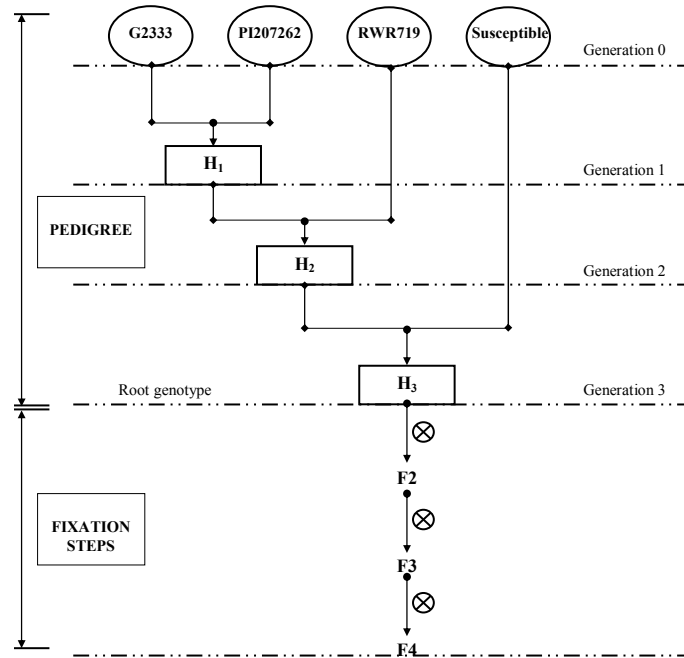 G2333 PI207262 RWR719 Susceptible
Generation 0
H1
Generation 1
PEDIGREE
H2
Generation 2
H3
Root genotype Generation 3
F2
FIXATION
STEPS
F3
F4